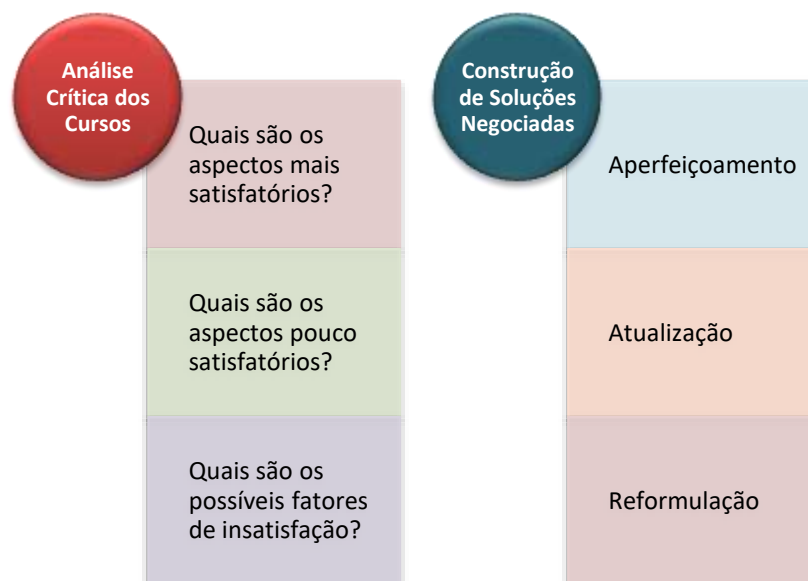 Análise
Crítica dos
Cursos
Quais são os
aspectos mais
satisfatórios?
Quais são os
aspectos pouco
satisfatórios?
Quais são os
possíveis fatores
de insatisfação?
Construção
de Soluções
Negociadas
Aperfeiçoamento
Atualização
Reformulação